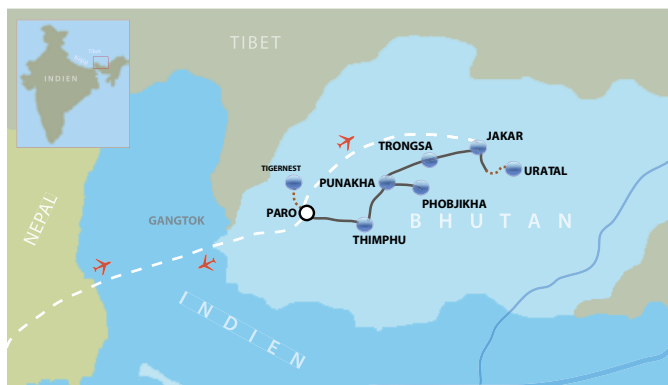 TIBET
INDIEN
JAKAR
TRONGSA
TIGERNEST
URATAL
PUNAKHA
PHOBJIKHA
NEPAL
GANGTOK
PARO
BHUTAN
THIMPHU
INDIEN